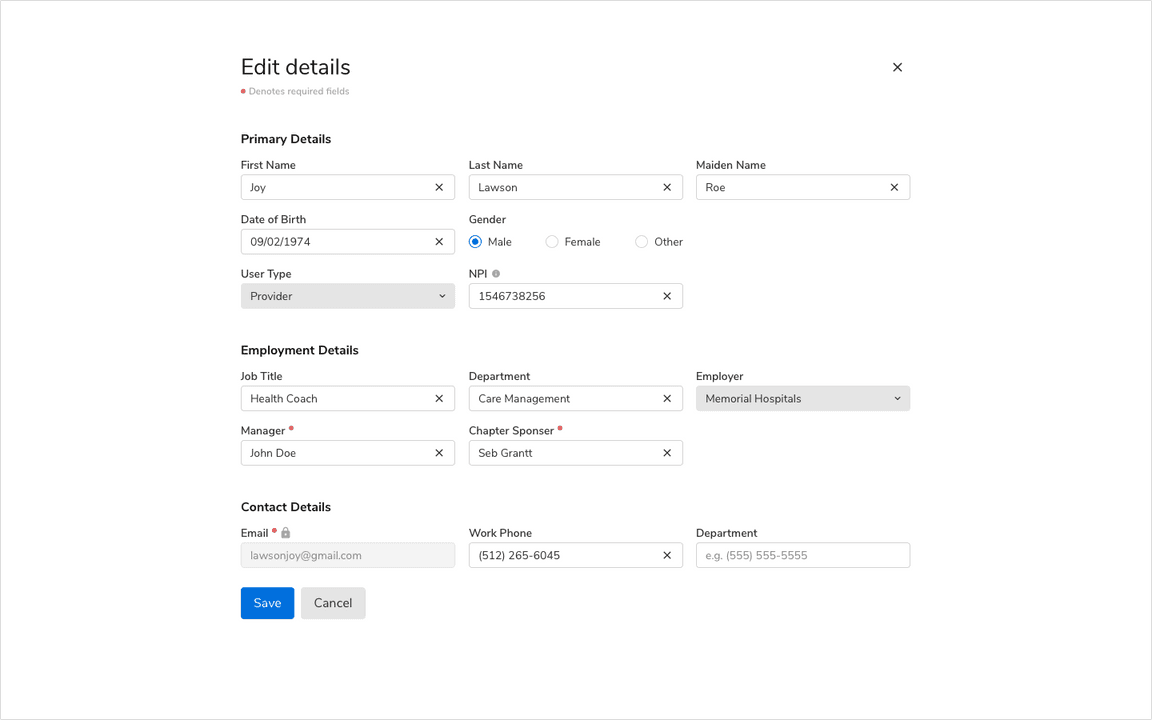 Edit details
Denotes required fields
Primary Details
First Name Last Name Maiden Name
Joy Lawson Roe
Date of Birth Gender
09/02/1974 Male Female Other
User Type NPI
Provider 1546738256
Employment Details
Job Title Department Employer
Health Coach Care Management Memorial Hospitals
Manager Chapter Sponser
John Doe Seb Grantt
Contact Details
Email Work Phone Department
lawsonjoy@gmail.com (512) 265-6045 e.g. (555) 555-5555
Save Cancel